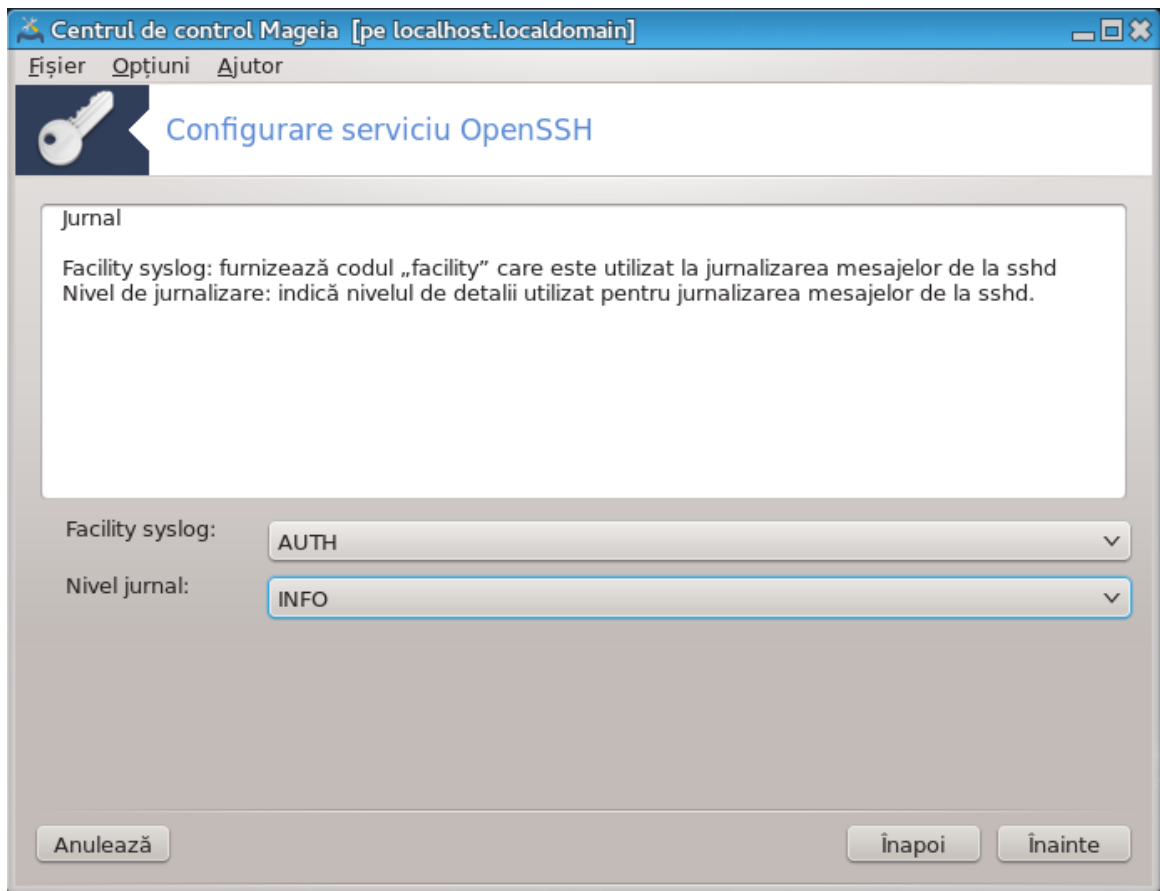 Centrul de control Mageia [pe localhost.localdomain]
Fișier Opțiuni Ajutor
Configurare serviciu OpenSSH
Jurnal
Facility syslog: furnizează codul „facility” care este utilizat la jurnalizarea mesajelor de la sshd
Nivel de jurnalizare: indică nivelul de detalii utilizat pentru jurnalizarea mesajelor de la sshd.
Facility syslog:
AUTH
Nivel jurnal:
INFO
Anulează Înapoi Înainte